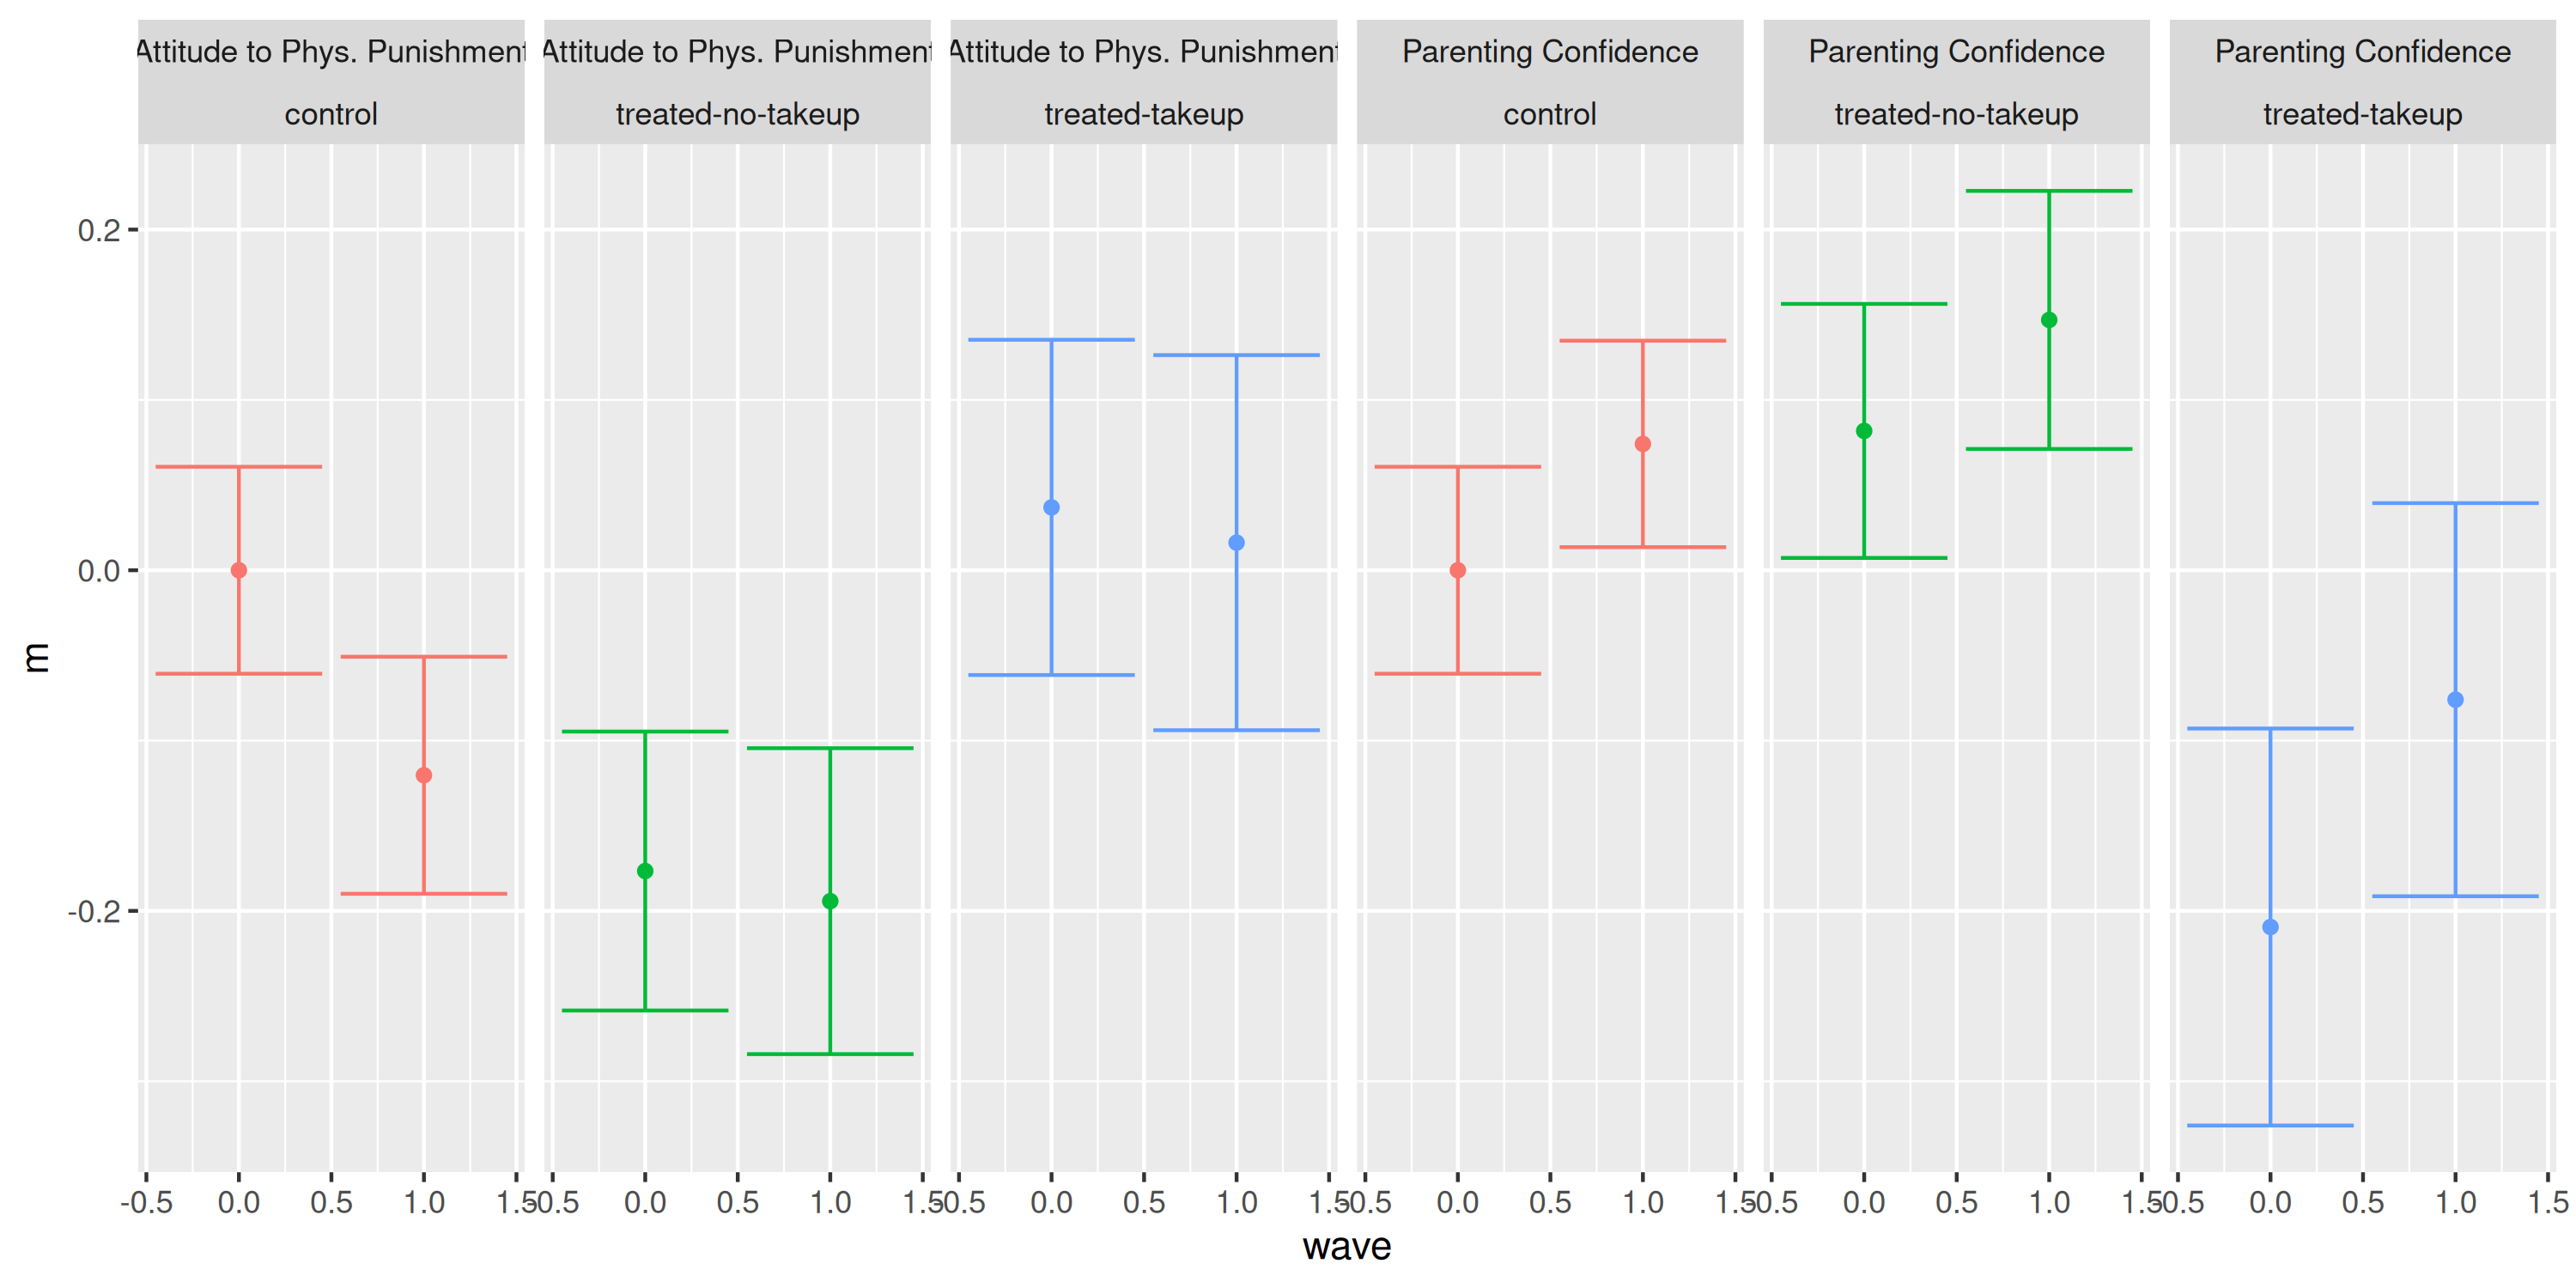 Attitude to Phys. Punishment Attitude to Phys. Punishment Attitude to Phys. Punishment Parenting Confidence Parenting Confidence Parenting Confidence
control treated-no-takeup treated-takeup control treated-no-takeup treated-takeup
0.2
0.0
-0.2
m
-0.5 0.0 0.5 1.0 1.5 -0.5 0.0 0.5 1.0 1.5 -0.5 0.0 0.5 1.0 1.5 -0.5 0.0 0.5 1.0 1.5 -0.5 0.0 0.5 1.0 1.5 -0.5 0.0 0.5 1.0 1.5
wave